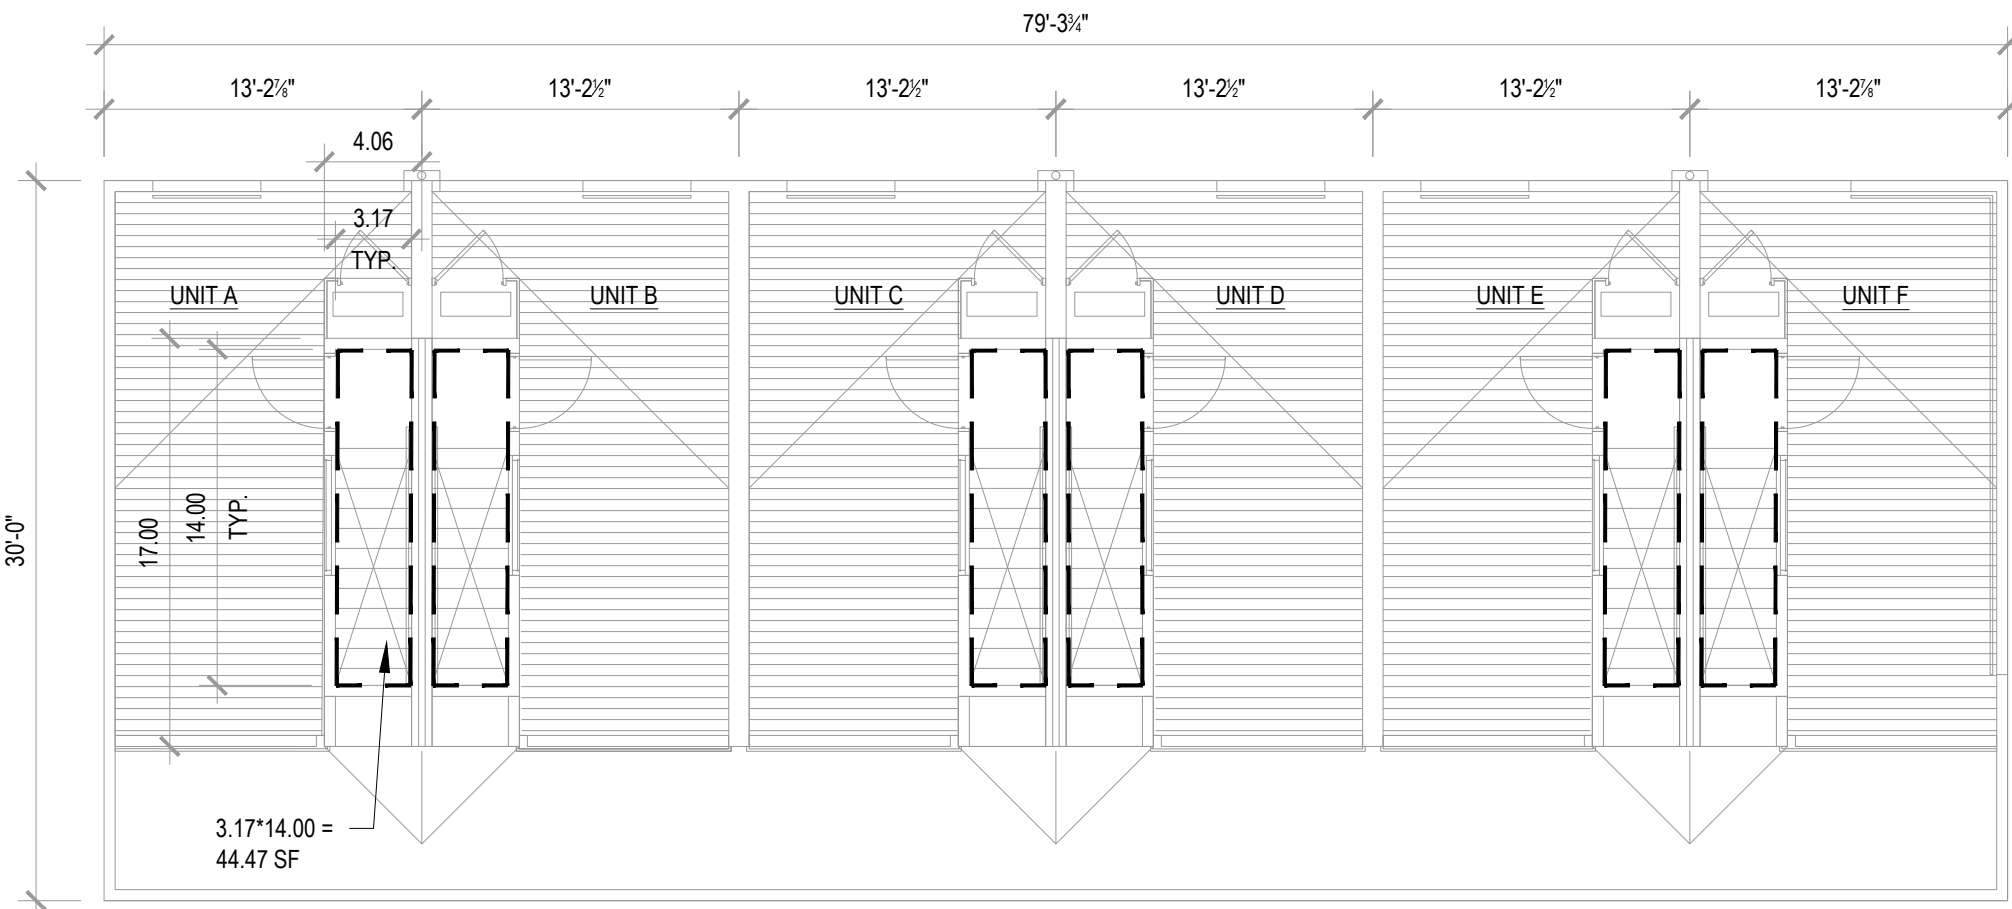 79'-3¾"
13'-2⅞"
13'-2½"
13'-2½"
13'-2½"
13'-2½"
13'-2⅞"
4.06
3.17
TYP.
UNIT A
UNIT B
UNIT C
UNIT D
UNIT E
UNIT F
30'-0"
17.00
14.00
TYP.
3.17*14.00 =
44.47 SF